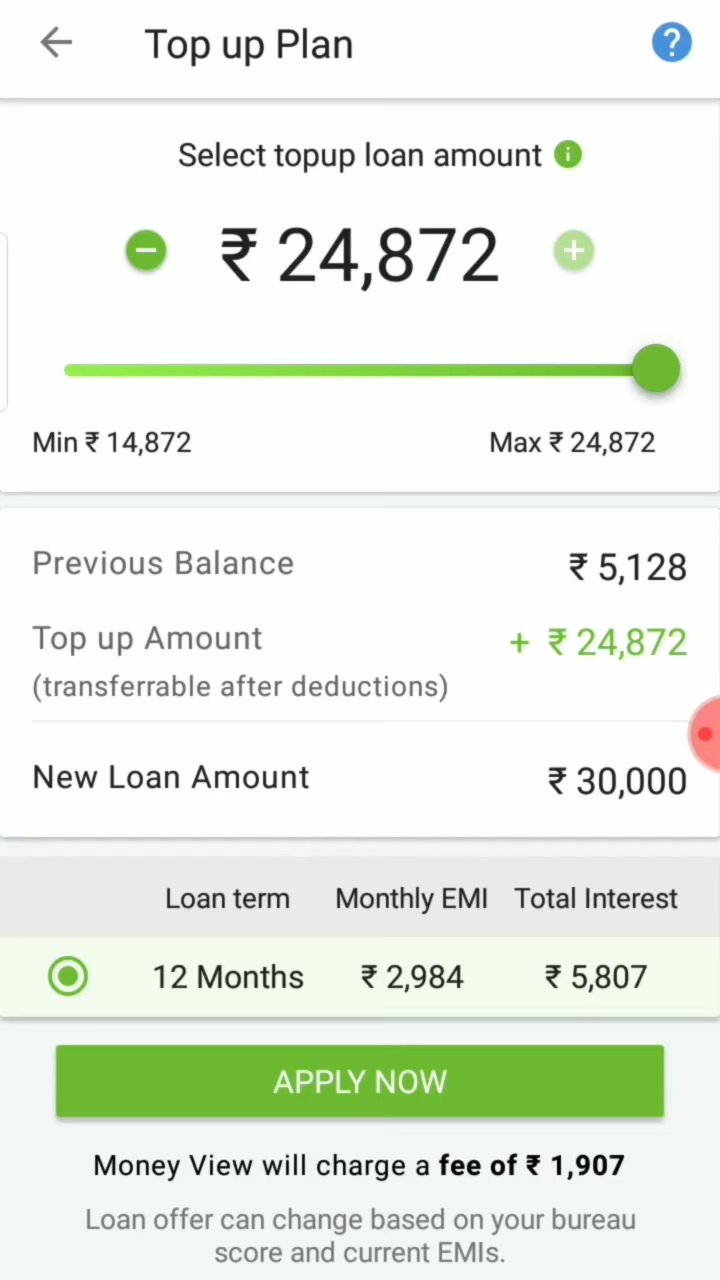 Top up Plan ?
Select topup loan amount i
− ₹ 24,872 +
Min ₹ 14,872 Max ₹ 24,872
Previous Balance ₹ 5,128
Top up Amount + ₹ 24,872
(transferrable after deductions)
New Loan Amount ₹ 30,000
Loan term Monthly EMI Total Interest
12 Months ₹ 2,984 ₹ 5,807
APPLY NOW
Money View will charge a fee of ₹ 1,907
Loan offer can change based on your bureau
score and current EMIs.